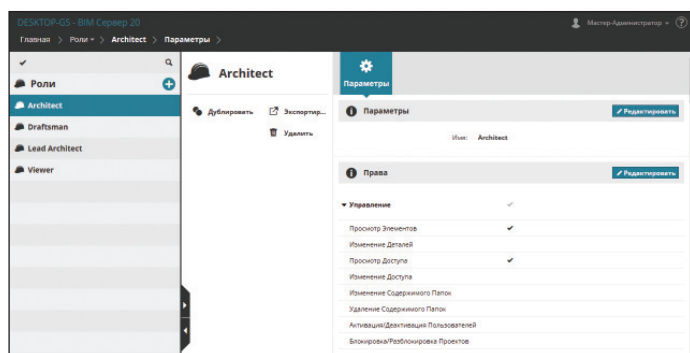 DESKTOP-GS - BIM Сервер 20
Мастер-Администратор
Главная > Роли > Architect > Параметры >
Роли
Architect
Draftsman
Lead Architect
Viewer
Architect
Дублировать
Экспортир...
Удалить
Параметры
Параметры
Редактировать
Имя: Architect
Права
Редактировать
Управление
Просмотр Элементов
Изменение Деталей
Просмотр Доступа
Изменение Доступа
Изменение Содержимого Папок
Удаление Содержимого Папок
Активация/Деактивация Пользователей
Блокировка/Разблокировка Проектов